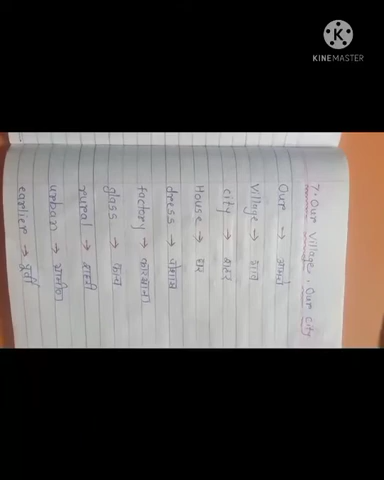 K
KINEMASTER
7. Our Village, Our City
Our → आमचे
Village → गाव
city → शहर
House → घर
dress → पोशाख
factory → कारखाना
glass → काच
rural → शहरी
urban → ग्रामीण
earlier → पूर्वी